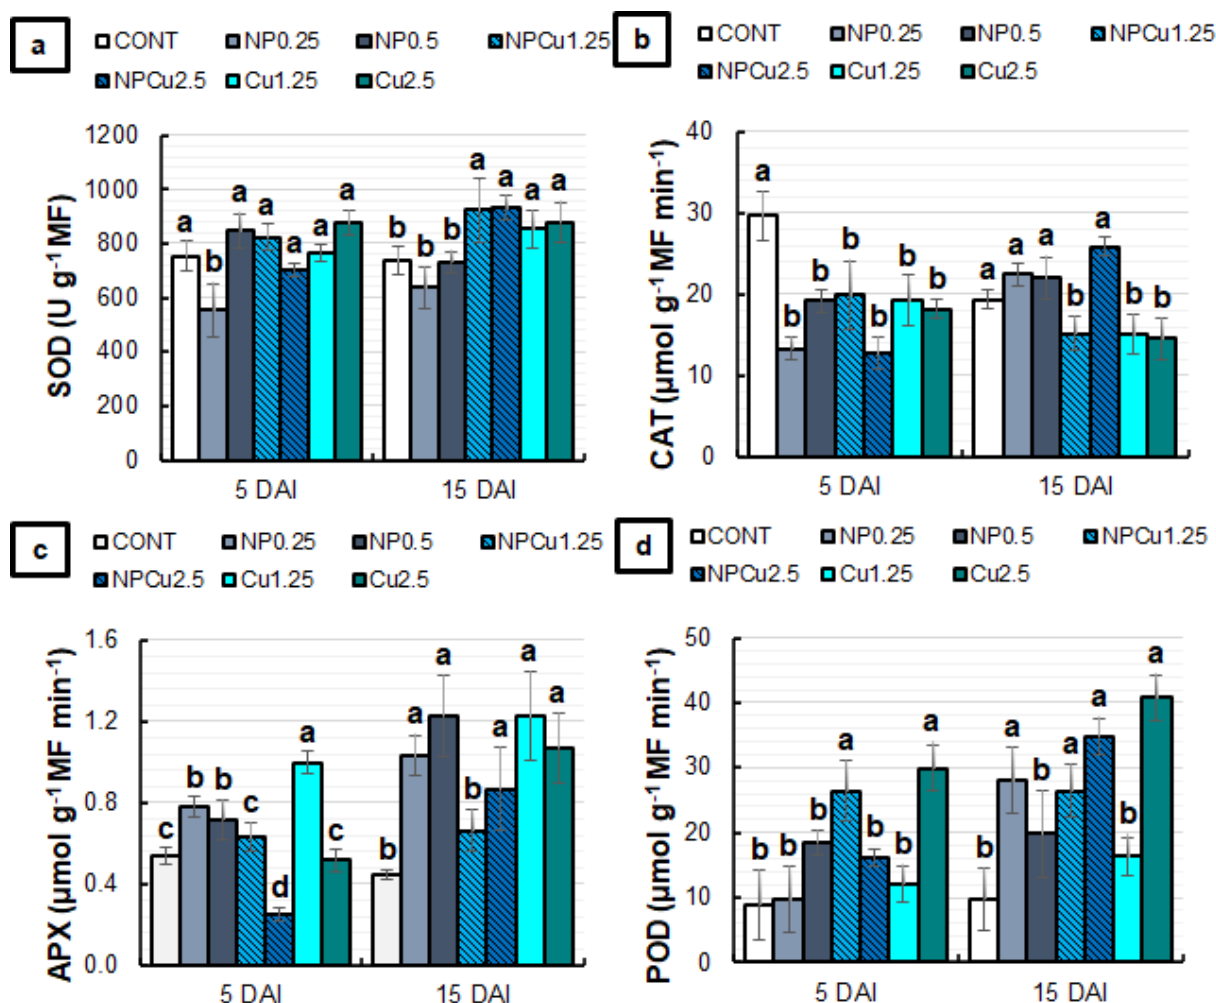 a
CONT NP0.25 NP0.5 NPCu1.25
NPCu2.5 Cu1.25 Cu2.5
SOD (U g⁻¹ MF)
1200
1000
800
600
400
200
0
a b a a a a a
b b b a a a a
5 DAI 15 DAI
b
CONT NP0.25 NP0.5 NPCu1.25
NPCu2.5 Cu1.25 Cu2.5
CAT (µmol g⁻¹ MF min⁻¹)
40
30
20
10
0
a b b b b b b
a a a b a b b
5 DAI 15 DAI
c
CONT NP0.25 NP0.5 NPCu1.25
NPCu2.5 Cu1.25 Cu2.5
APX (µmol g⁻¹ MF min⁻¹)
1.6
1.2
0.8
0.4
0.0
c b b c d a c
b a a b a a a
5 DAI 15 DAI
d
CONT NP0.25 NP0.5 NPCu1.25
NPCu2.5 Cu1.25 Cu2.5
POD (µmol g⁻¹ MF min⁻¹)
50
40
30
20
10
0
b b b a b b a
b a b a a b a
5 DAI 15 DAI